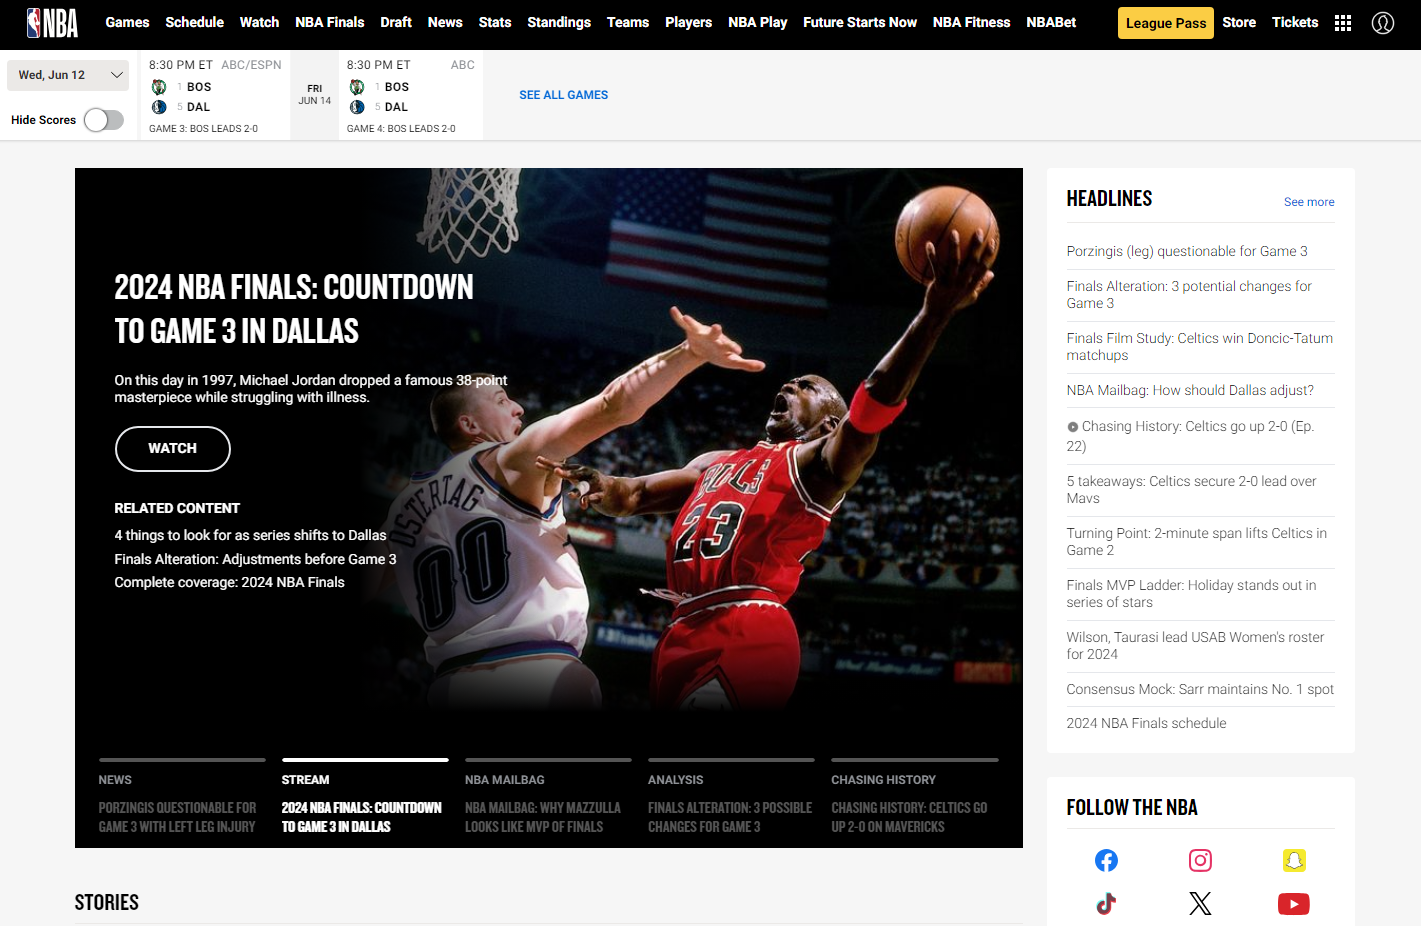 NBA
Games
Schedule
Watch
NBA Finals
Draft
News
Stats
Standings
Teams
Players
NBA Play
Future Starts Now
NBA Fitness
NBABet
League Pass
Store
Tickets
Wed, Jun 12
Hide Scores
8:30 PM ET ABC/ESPN
1 BOS
5 DAL
GAME 3: BOS LEADS 2-0
FRI
JUN 14
8:30 PM ET ABC
1 BOS
5 DAL
GAME 4: BOS LEADS 2-0
SEE ALL GAMES
2024 NBA FINALS: COUNTDOWN
TO GAME 3 IN DALLAS
On this day in 1997, Michael Jordan dropped a famous 38-point
masterpiece while struggling with illness.
WATCH
RELATED CONTENT
4 things to look for as series shifts to Dallas
Finals Alteration: Adjustments before Game 3
Complete coverage: 2024 NBA Finals
OSTERTAG
00
BULLS
23
NEWS
PORZINGIS QUESTIONABLE FOR
GAME 3 WITH LEFT LEG INJURY
STREAM
2024 NBA FINALS: COUNTDOWN
TO GAME 3 IN DALLAS
NBA MAILBAG
NBA MAILBAG: WHY MAZZULLA
LOOKS LIKE MVP OF FINALS
ANALYSIS
FINALS ALTERATION: 3 POSSIBLE
CHANGES FOR GAME 3
CHASING HISTORY
CHASING HISTORY: CELTICS GO
UP 2-0 ON MAVERICKS
STORIES
HEADLINES
See more
Porzingis (leg) questionable for Game 3
Finals Alteration: 3 potential changes for
Game 3
Finals Film Study: Celtics win Doncic-Tatum
matchups
NBA Mailbag: How should Dallas adjust?
Chasing History: Celtics go up 2-0 (Ep.
22)
5 takeaways: Celtics secure 2-0 lead over
Mavs
Turning Point: 2-minute span lifts Celtics in
Game 2
Finals MVP Ladder: Holiday stands out in
series of stars
Wilson, Taurasi lead USAB Women's roster
for 2024
Consensus Mock: Sarr maintains No. 1 spot
2024 NBA Finals schedule
FOLLOW THE NBA